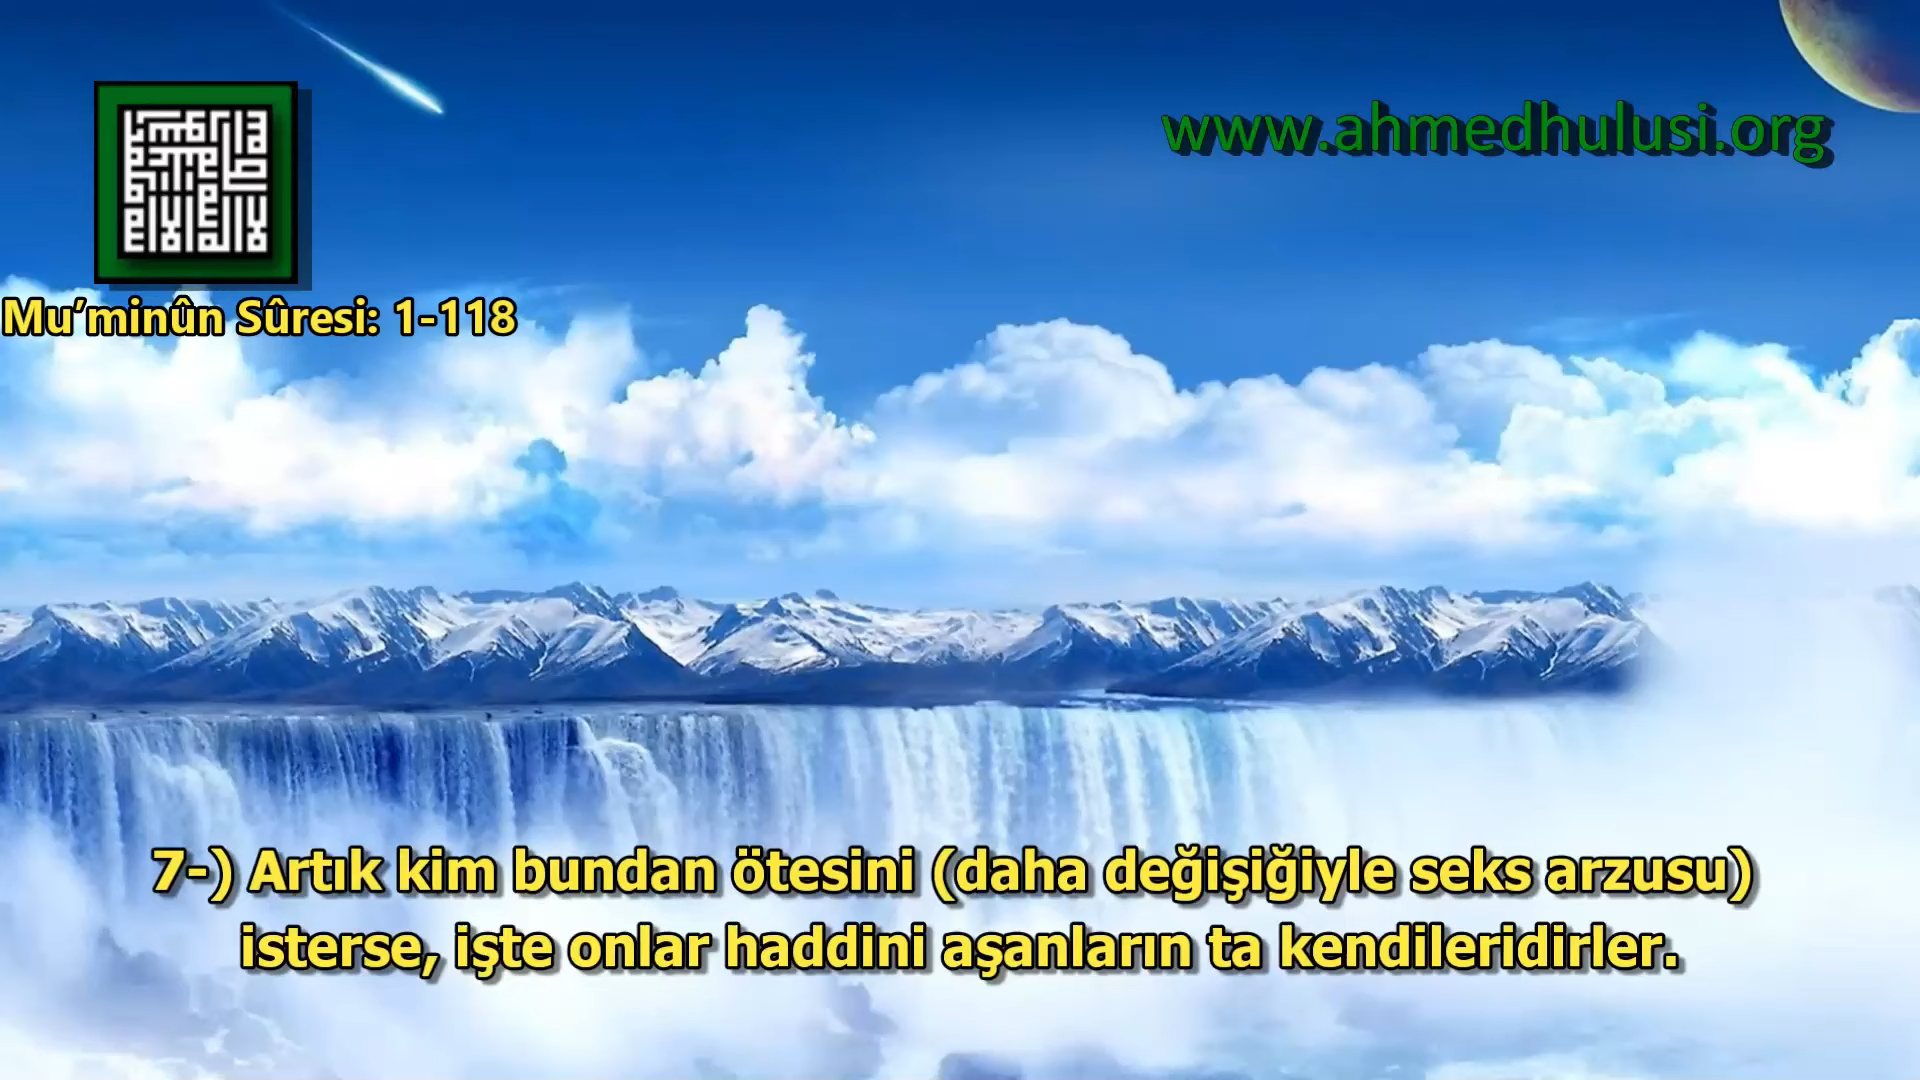 www.ahmedhulusi.org
Mu’minûn Sûresi: 1-118
7-) Artık kim bundan ötesini (daha değişiğiyle seks arzusu)
isterse, işte onlar haddini aşanların ta kendileridirler.